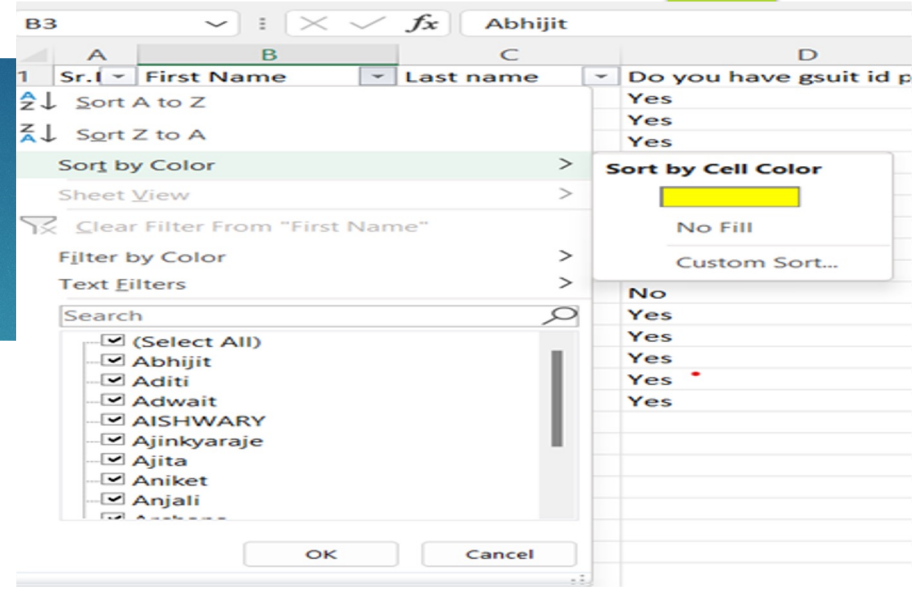 B3 fx Abhijit
A B C D
1 Sr.I First Name Last name Do you have gsuit id p
Sort A to Z
Sort Z to A
Sort by Color
Sheet View
Clear Filter From "First Name"
Filter by Color
Text Filters
Search
(Select All)
Abhijit
Aditi
Adwait
AISHWARY
Ajinkyaraje
Ajita
Aniket
Anjali
OK Cancel
Yes
Yes
Yes
Sort by Cell Color
No Fill
Custom Sort...
No
Yes
Yes
Yes
Yes
Yes